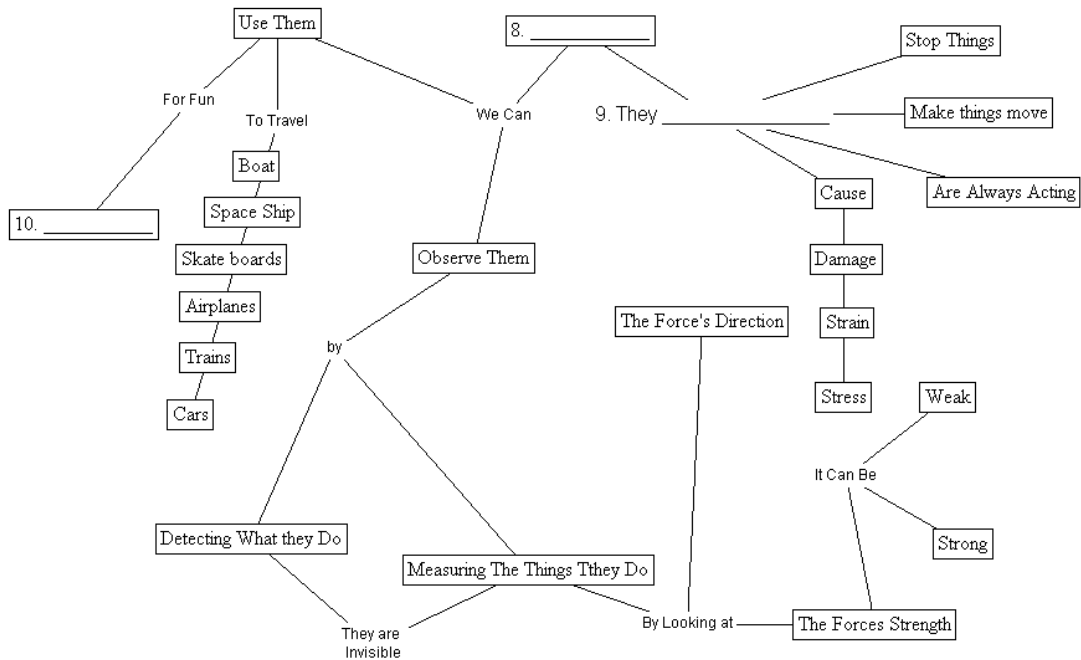 Use Them
8. _______________
Stop Things
For Fun
To Travel
We Can
9. They _________________
Make things move
Boat
Cause
Are Always Acting
Space Ship
10. ___________
Skate boards
Observe Them
Damage
Airplanes
The Force's Direction
Strain
by
Trains
Cars
Stress
Weak
It Can Be
Detecting What they Do
Strong
Measuring The Things Tthey Do
By Looking at
The Forces Strength
They are
Invisible